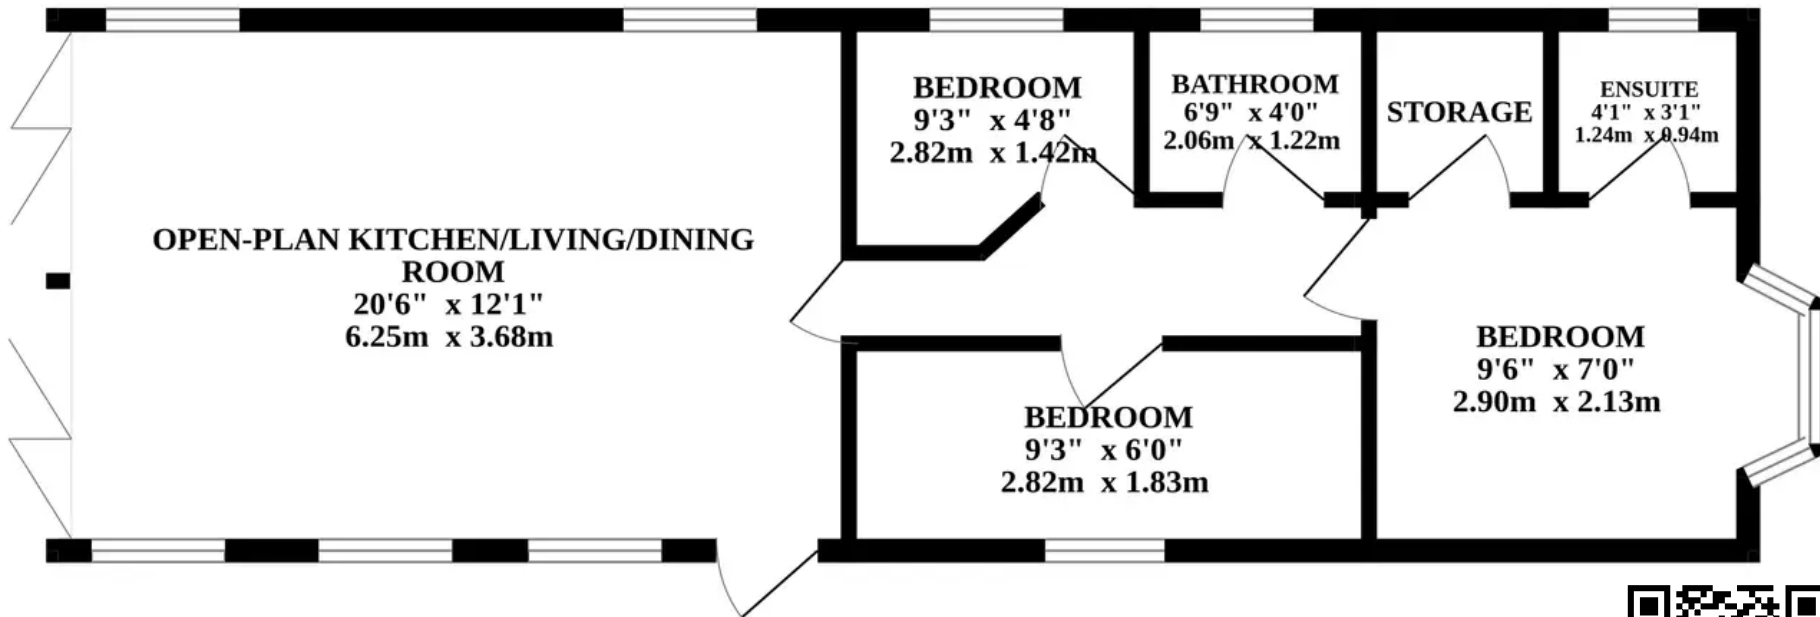 BEDROOM
9'3" x 4'8"
2.82m x 1.42m
BATHROOM
6'9" x 4'0"
2.06m x 1.22m
STORAGE
ENSUITE
4'1" x 3'1"
1.24m x 0.94m
OPEN-PLAN KITCHEN/LIVING/DINING
ROOM
20'6" x 12'1"
6.25m x 3.68m
BEDROOM
9'6" x 7'0"
2.90m x 2.13m
BEDROOM
9'3" x 6'0"
2.82m x 1.83m